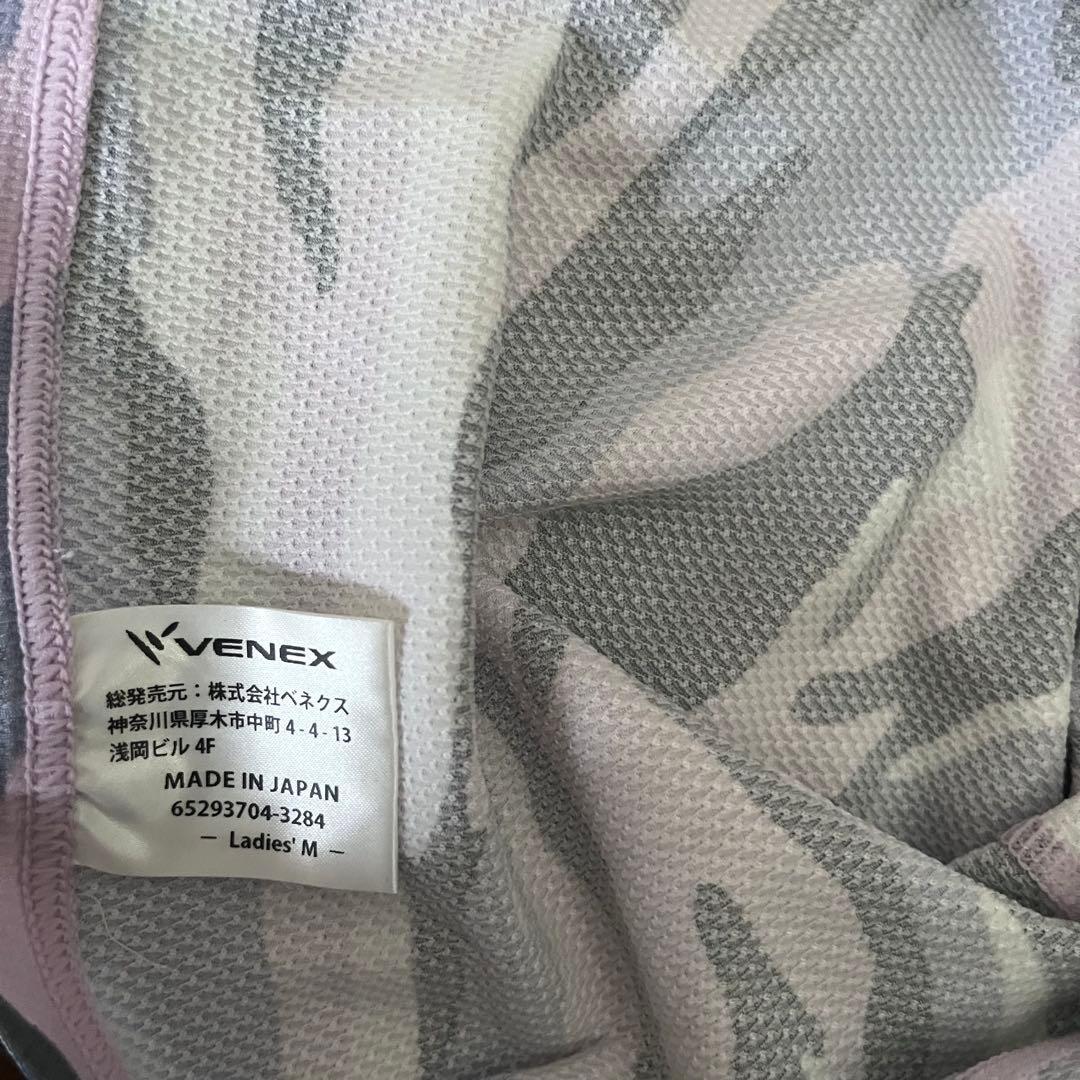 VENEX
総発売元：株式会社ベネクス
神奈川県厚木市中町 4 - 4 - 13
浅岡ビル 4F
MADE IN JAPAN
65293704-3284
— Ladies' M —